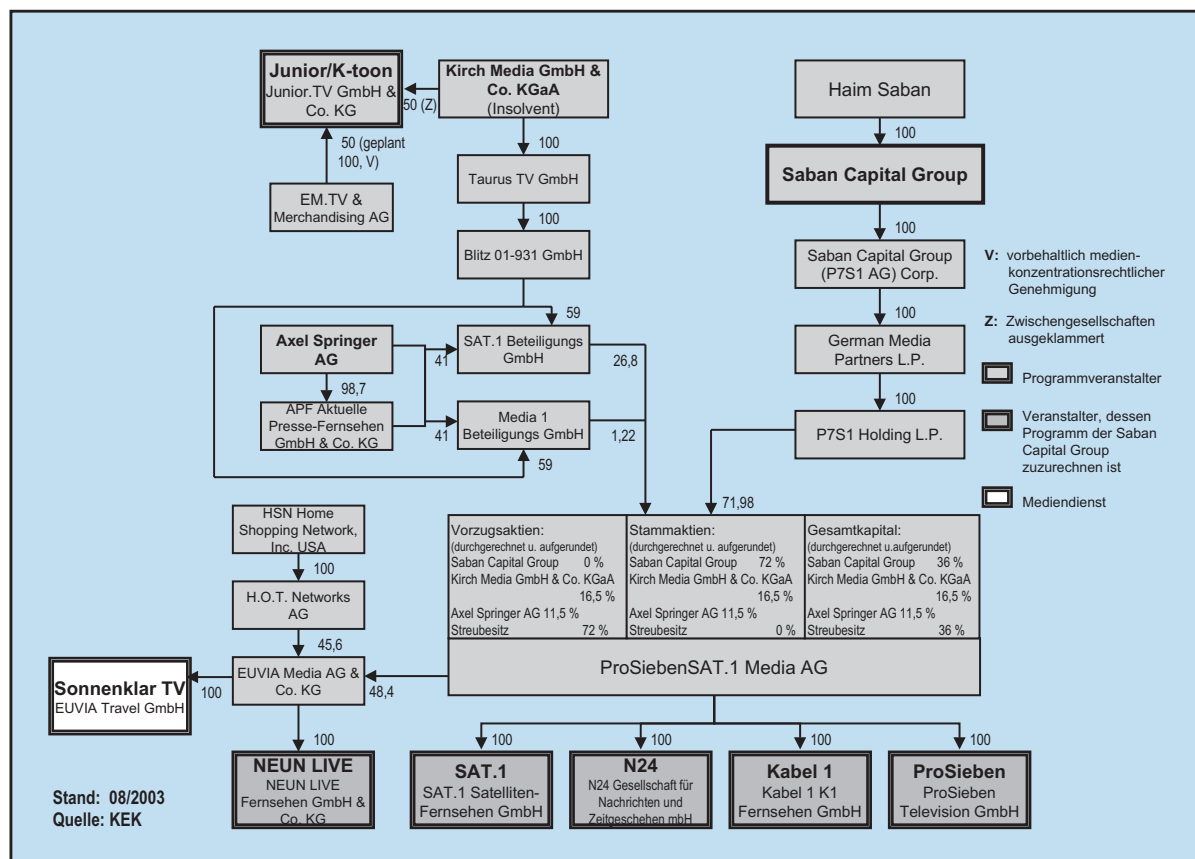 Junior/K-toon
Junior.TV GmbH &
Co. KG
50 (Z)
Kirch Media GmbH &
Co. KGaA
(Insolvent)
Haim Saban
50 (geplant
100, V)
100
100
EM.TV &
Merchandising AG
Taurus TV GmbH
Saban Capital Group
100
100
Blitz 01-931 GmbH
Saban Capital Group
(P7S1 AG) Corp.
V: vorbehaltlich medien-
konzentrationsrechtlicher
Genehmigung
59
100
Z: Zwischengesellschaften
ausgeklammert
Axel Springer
AG
41
SAT.1 Beteiligungs
GmbH
26,8
German Media
Partners L.P.
Programmveranstalter
98,7
100
APF Aktuelle
Presse-Fernsehen
GmbH & Co. KG
41
Media 1
Beteiligungs GmbH
1,22
P7S1 Holding L.P.
Veranstalter, dessen
Programm der Saban
Capital Group
zuzurechnen ist
59
71,98
Mediendienst
HSN Home
Shopping Network,
Inc. USA
100
H.O.T. Networks
AG
45,6
Vorzugsaktien:
(durchgerechnet u. aufgerundet)
Saban Capital Group 0 %
Kirch Media GmbH & Co. KGaA
16,5 %
Axel Springer AG 11,5 %
Streubesitz 72 %
Stammaktien:
(durchgerechnet u. aufgerundet)
Saban Capital Group 72 %
Kirch Media GmbH & Co. KGaA
16,5 %
Axel Springer AG 11,5 %
Streubesitz 0 %
Gesamtkapital:
(durchgerechnet u.aufgerundet)
Saban Capital Group 36 %
Kirch Media GmbH & Co. KGaA
16,5 %
Axel Springer AG 11,5 %
Streubesitz 36 %
ProSiebenSAT.1 Media AG
Sonnenklar TV
EUVIA Travel GmbH
100
EUVIA Media AG &
Co. KG
48,4
100
100
100
100
100
NEUN LIVE
NEUN LIVE
Fernsehen GmbH &
Co. KG
SAT.1
SAT.1 Satelliten-
Fernsehen GmbH
N24
N24 Gesellschaft für
Nachrichten und
Zeitgeschehen mbH
Kabel 1
Kabel 1 K1
Fernsehen GmbH
ProSieben
ProSieben
Television GmbH
Stand: 08/2003
Quelle: KEK